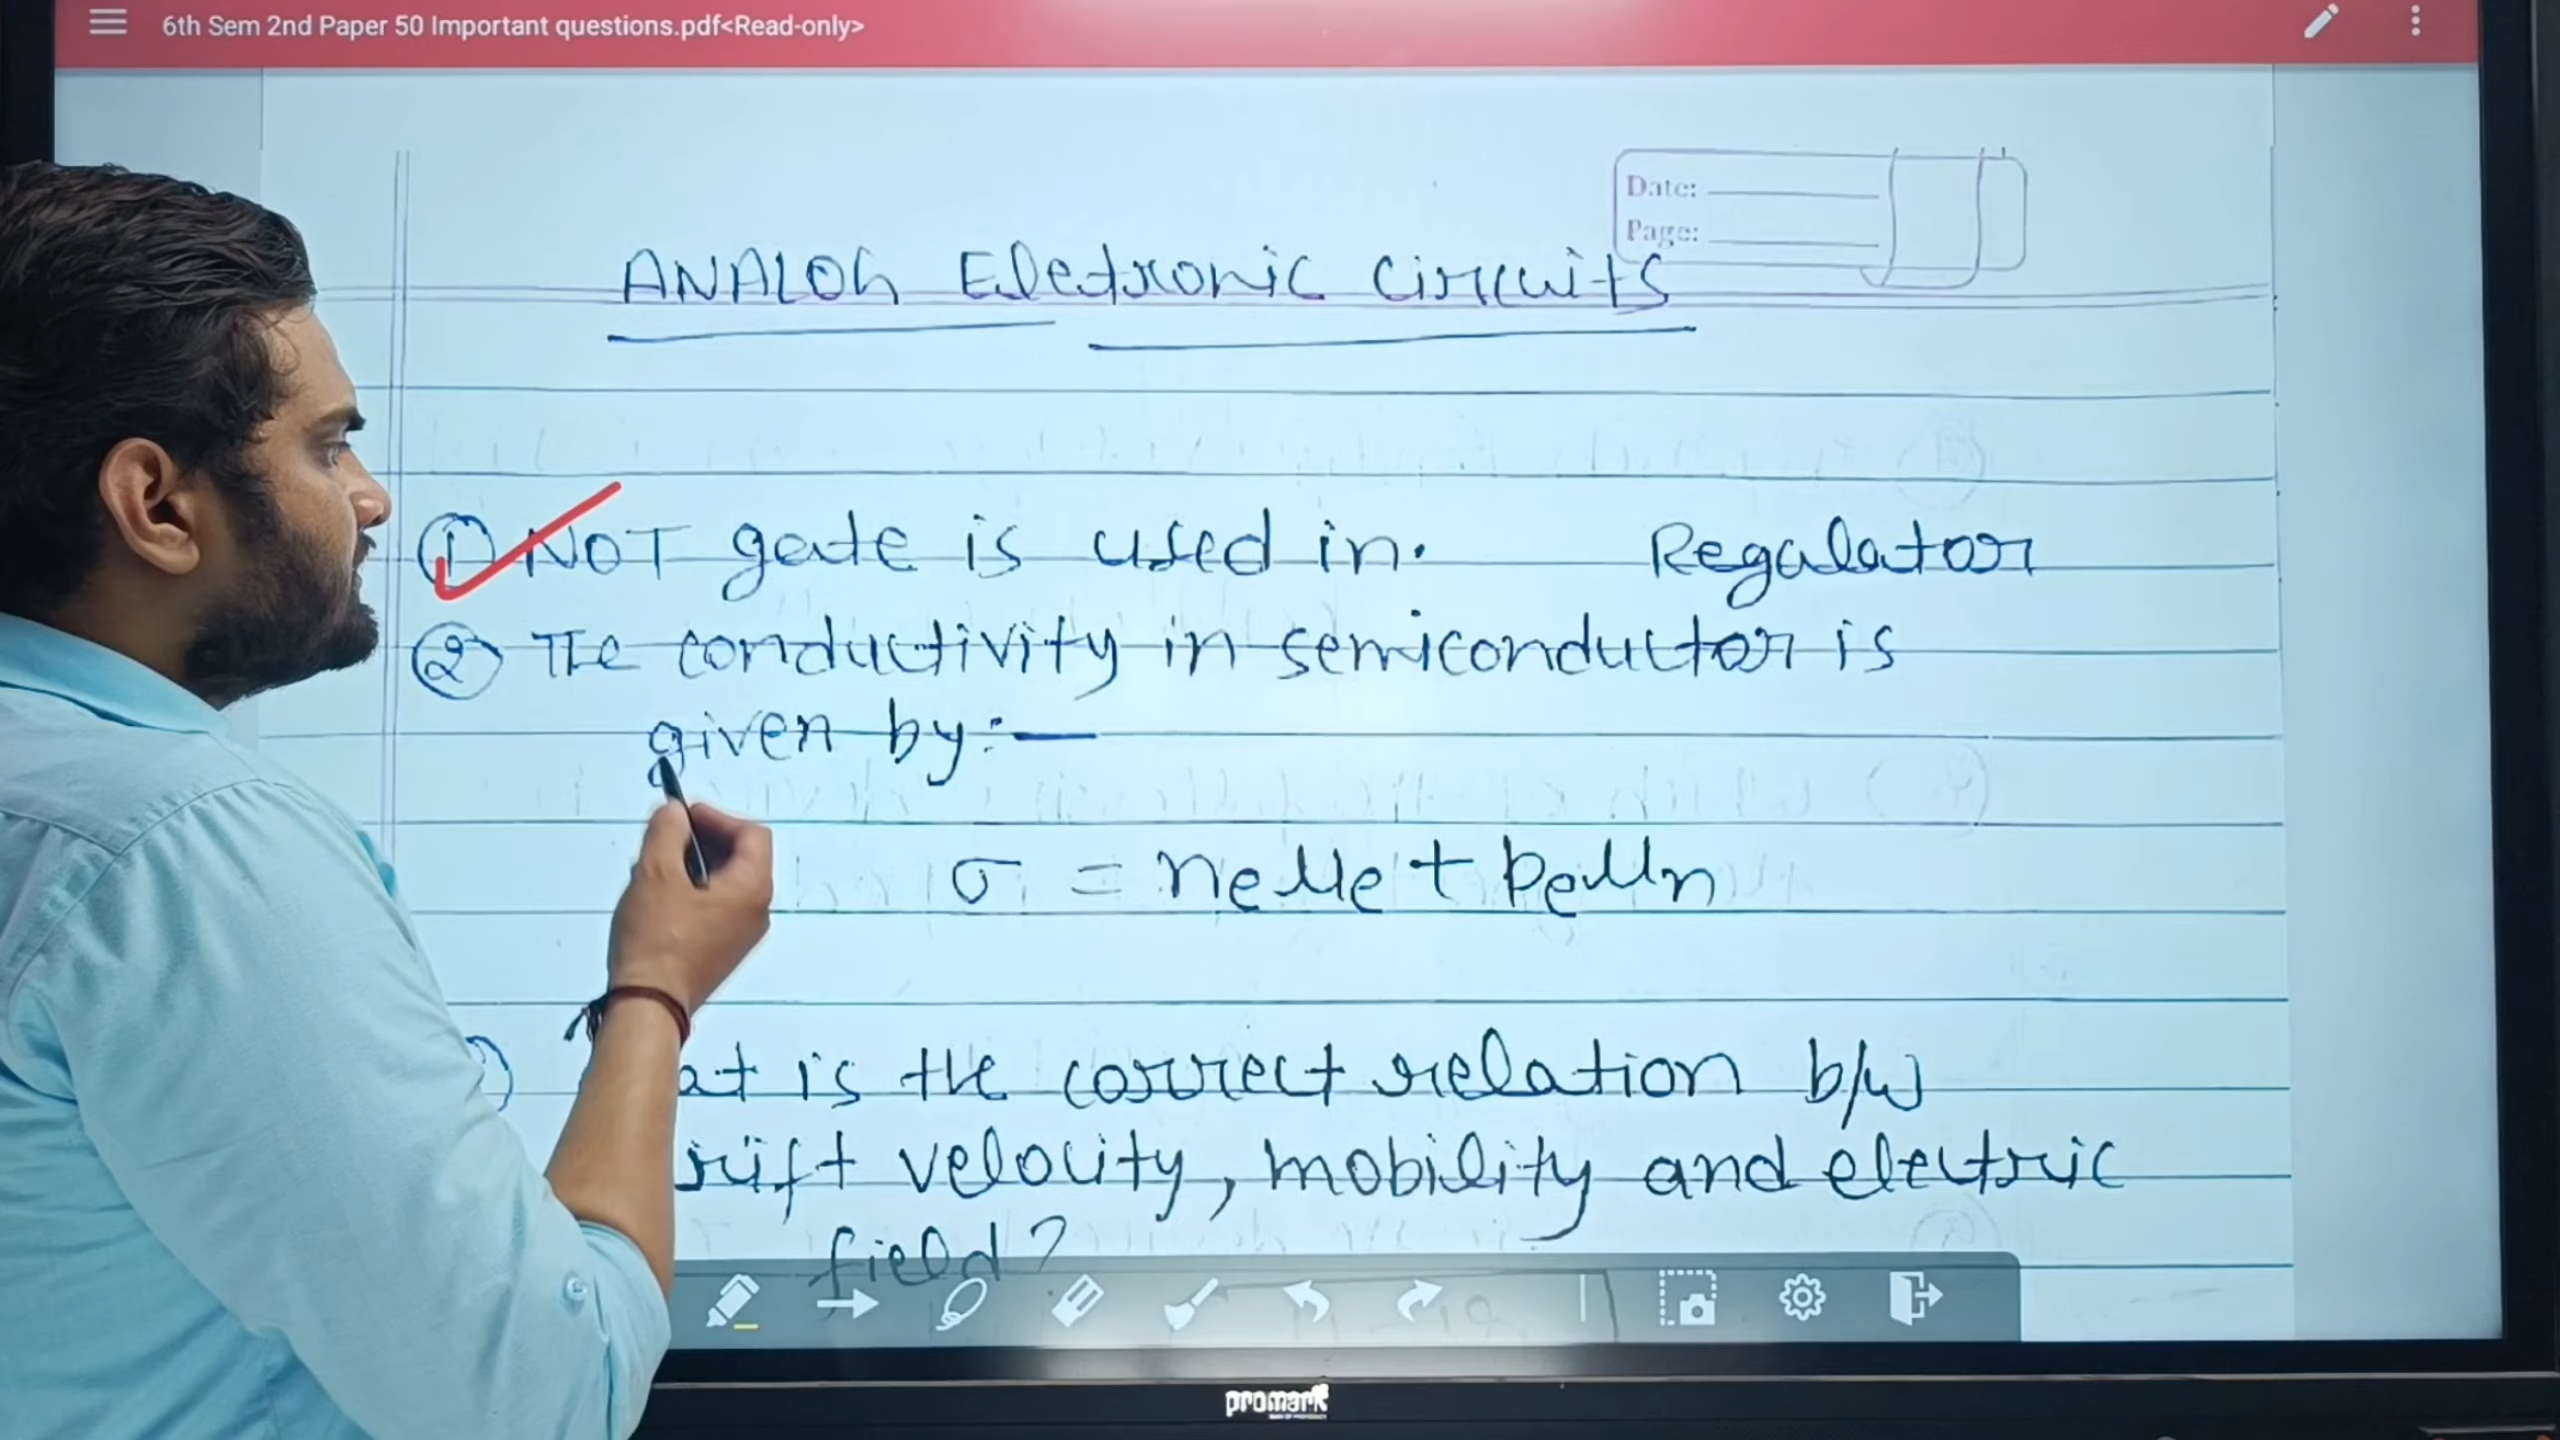 6th Sem 2nd Paper 50 Important questions.pdf<Read-only>
Date:
Page:
ANALOG Eletronic Circuits
① NOT gate is used in. Regalator
② The conductivity in semiconductor is
given by:—
σ = neμe + peμn
at is the correct relation b/w
rift velocity, mobility and electric
field?
promark